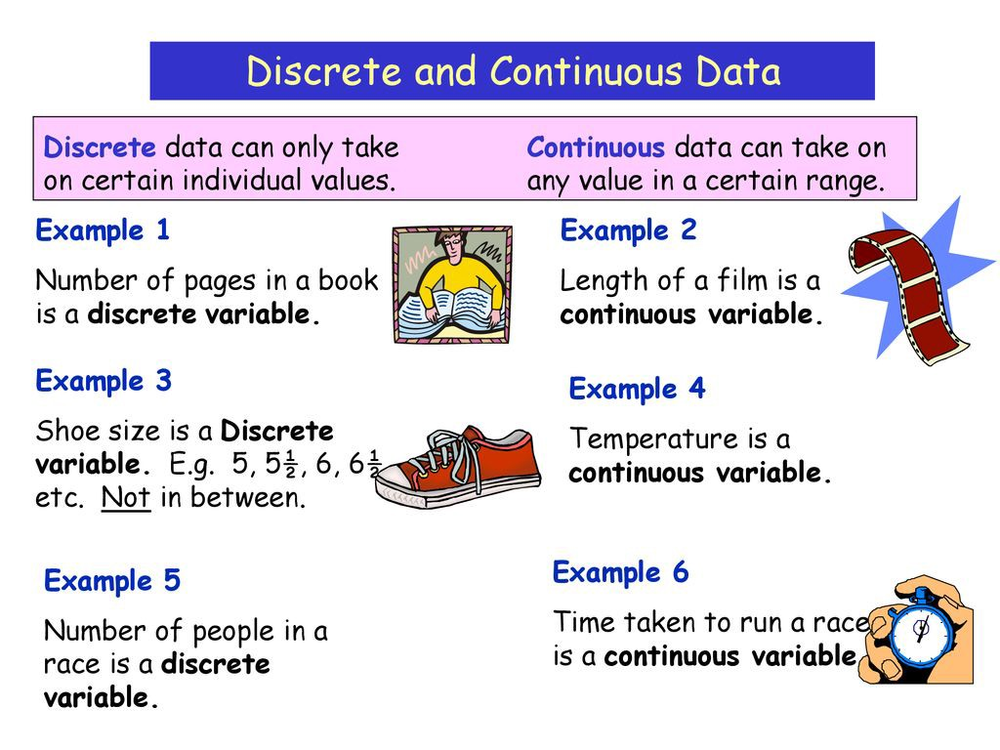 Discrete and Continuous Data
Discrete data can only take
on certain individual values.
Continuous data can take on
any value in a certain range.
Example 1
Number of pages in a book
is a discrete variable.
Example 2
Length of a film is a
continuous variable.
Example 3
Shoe size is a Discrete
variable. E.g. 5, 5½, 6, 6½
etc. Not in between.
Example 4
Temperature is a
continuous variable.
Example 5
Number of people in a
race is a discrete
variable.
Example 6
Time taken to run a race
is a continuous variable